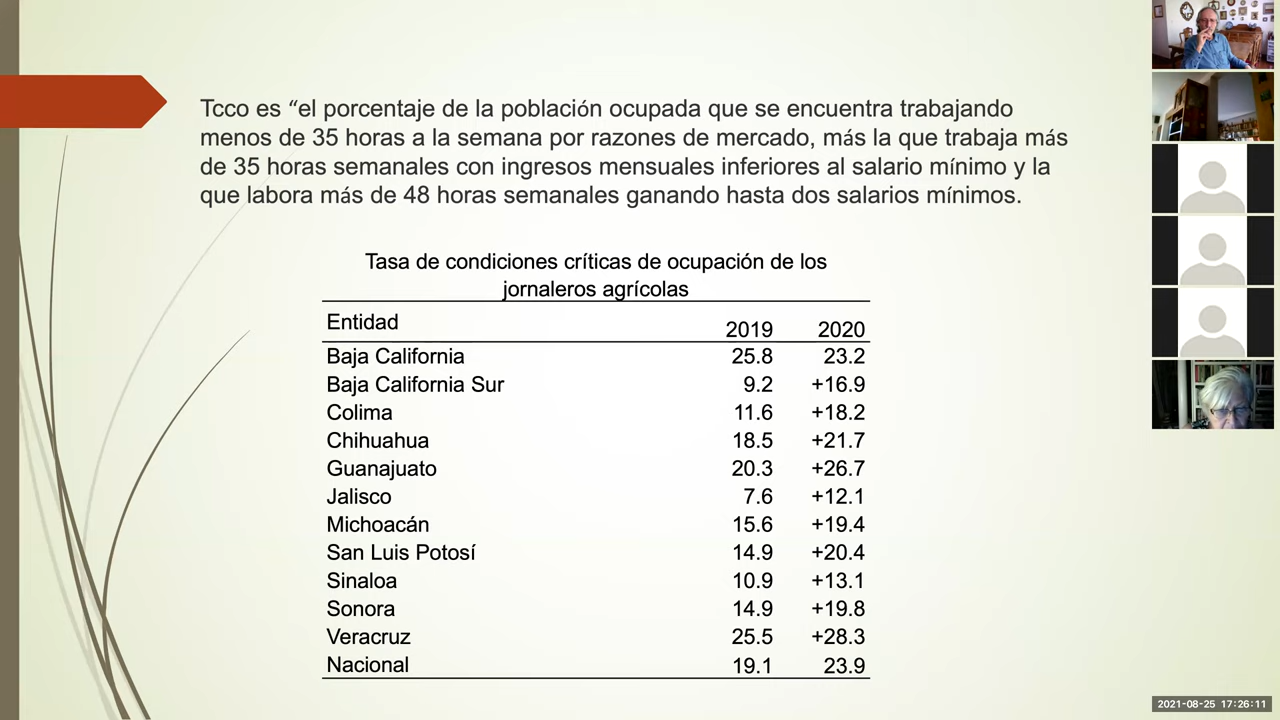 Tcco es “el porcentaje de la población ocupada que se encuentra trabajando
menos de 35 horas a la semana por razones de mercado, más la que trabaja más
de 35 horas semanales con ingresos mensuales inferiores al salario mínimo y la
que labora más de 48 horas semanales ganando hasta dos salarios mínimos.
Tasa de condiciones críticas de ocupación de los
jornaleros agrícolas
Entidad 2019 2020
Baja California 25.8 23.2
Baja California Sur 9.2 +16.9
Colima 11.6 +18.2
Chihuahua 18.5 +21.7
Guanajuato 20.3 +26.7
Jalisco 7.6 +12.1
Michoacán 15.6 +19.4
San Luis Potosí 14.9 +20.4
Sinaloa 10.9 +13.1
Sonora 14.9 +19.8
Veracruz 25.5 +28.3
Nacional 19.1 23.9
2021-08-25 17:26:11